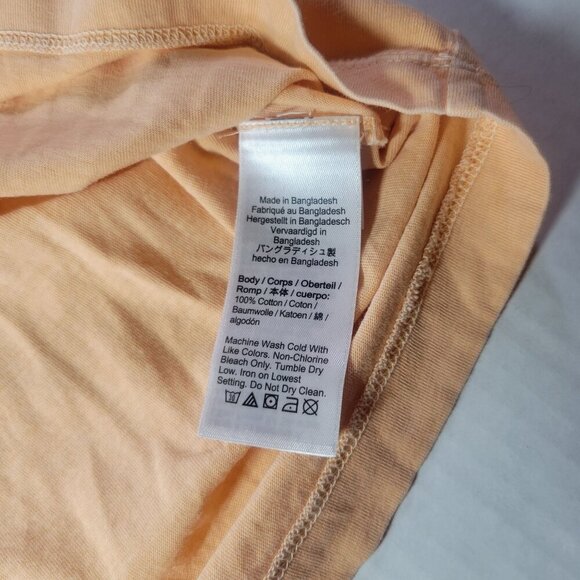 Made in Bangladesh
Fabriqué au Bangladesh
Hergestellt in Bangladesch
Vervaardigd in
Bangladesh
バングラディシュ製
hecho en Bangladesh
Body / Corps / Oberteil /
Romp / 本体 / cuerpo:
100% Cotton / Coton /
Baumwolle / Katoen / 綿 /
algodón
Machine Wash Cold With
Like Colors. Non-Chlorine
Bleach Only. Tumble Dry
Low. Iron on Lowest
Setting. Do Not Dry Clean.